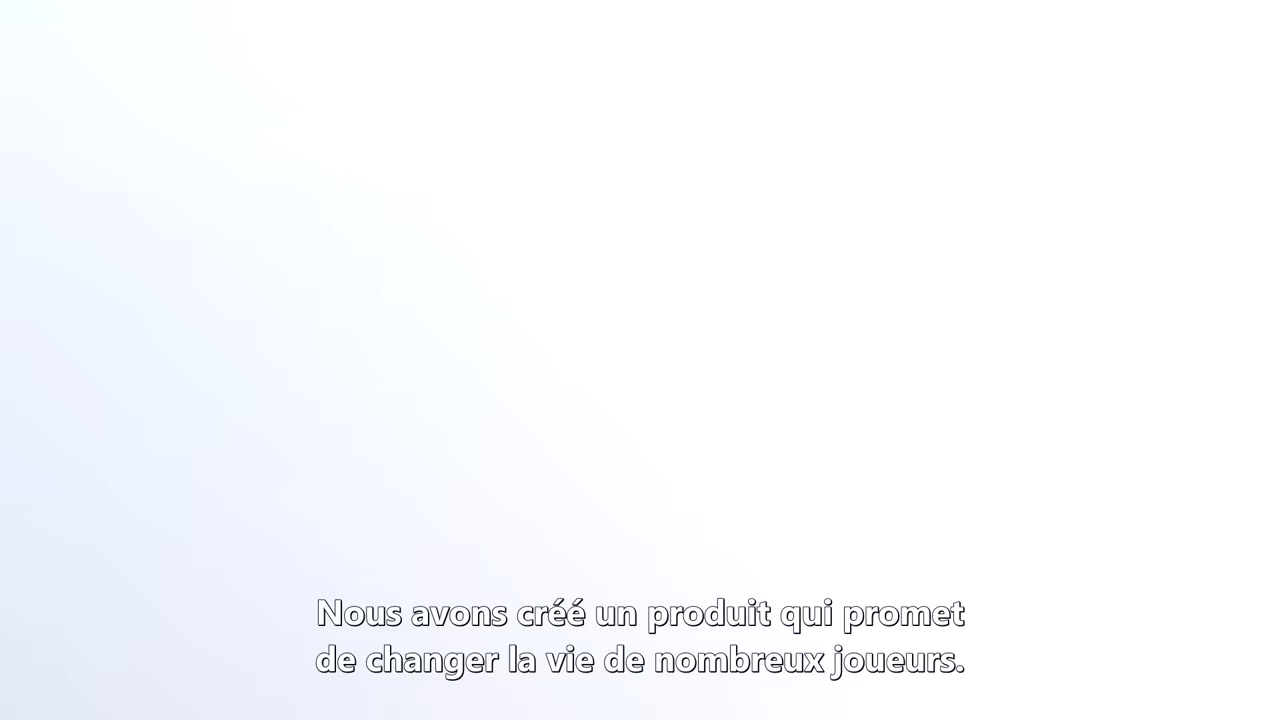 Nous avons créé un produit qui promet
de changer la vie de nombreux joueurs.